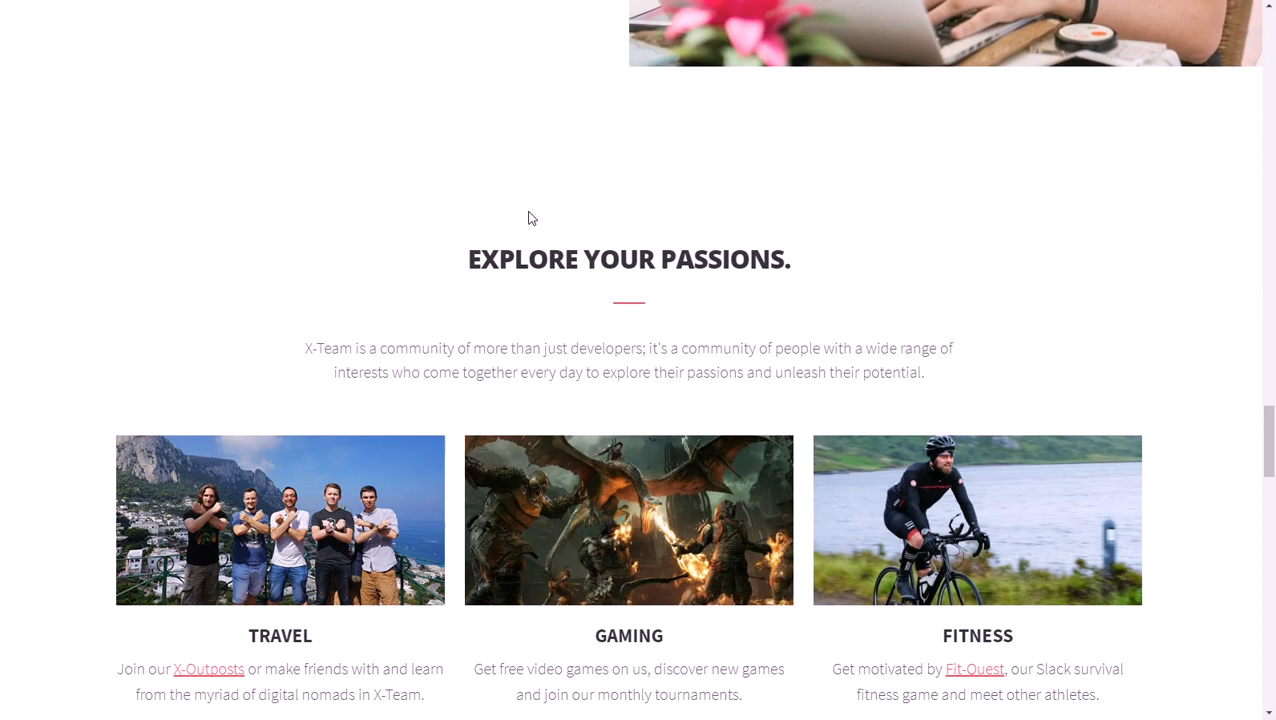 EXPLORE YOUR PASSIONS.
X-Team is a community of more than just developers; it's a community of people with a wide range of
interests who come together every day to explore their passions and unleash their potential.
TRAVEL
Join our X-Outposts or make friends with and learn
from the myriad of digital nomads in X-Team.
GAMING
Get free video games on us, discover new games
and join our monthly tournaments.
FITNESS
Get motivated by Fit-Quest, our Slack survival
fitness game and meet other athletes.